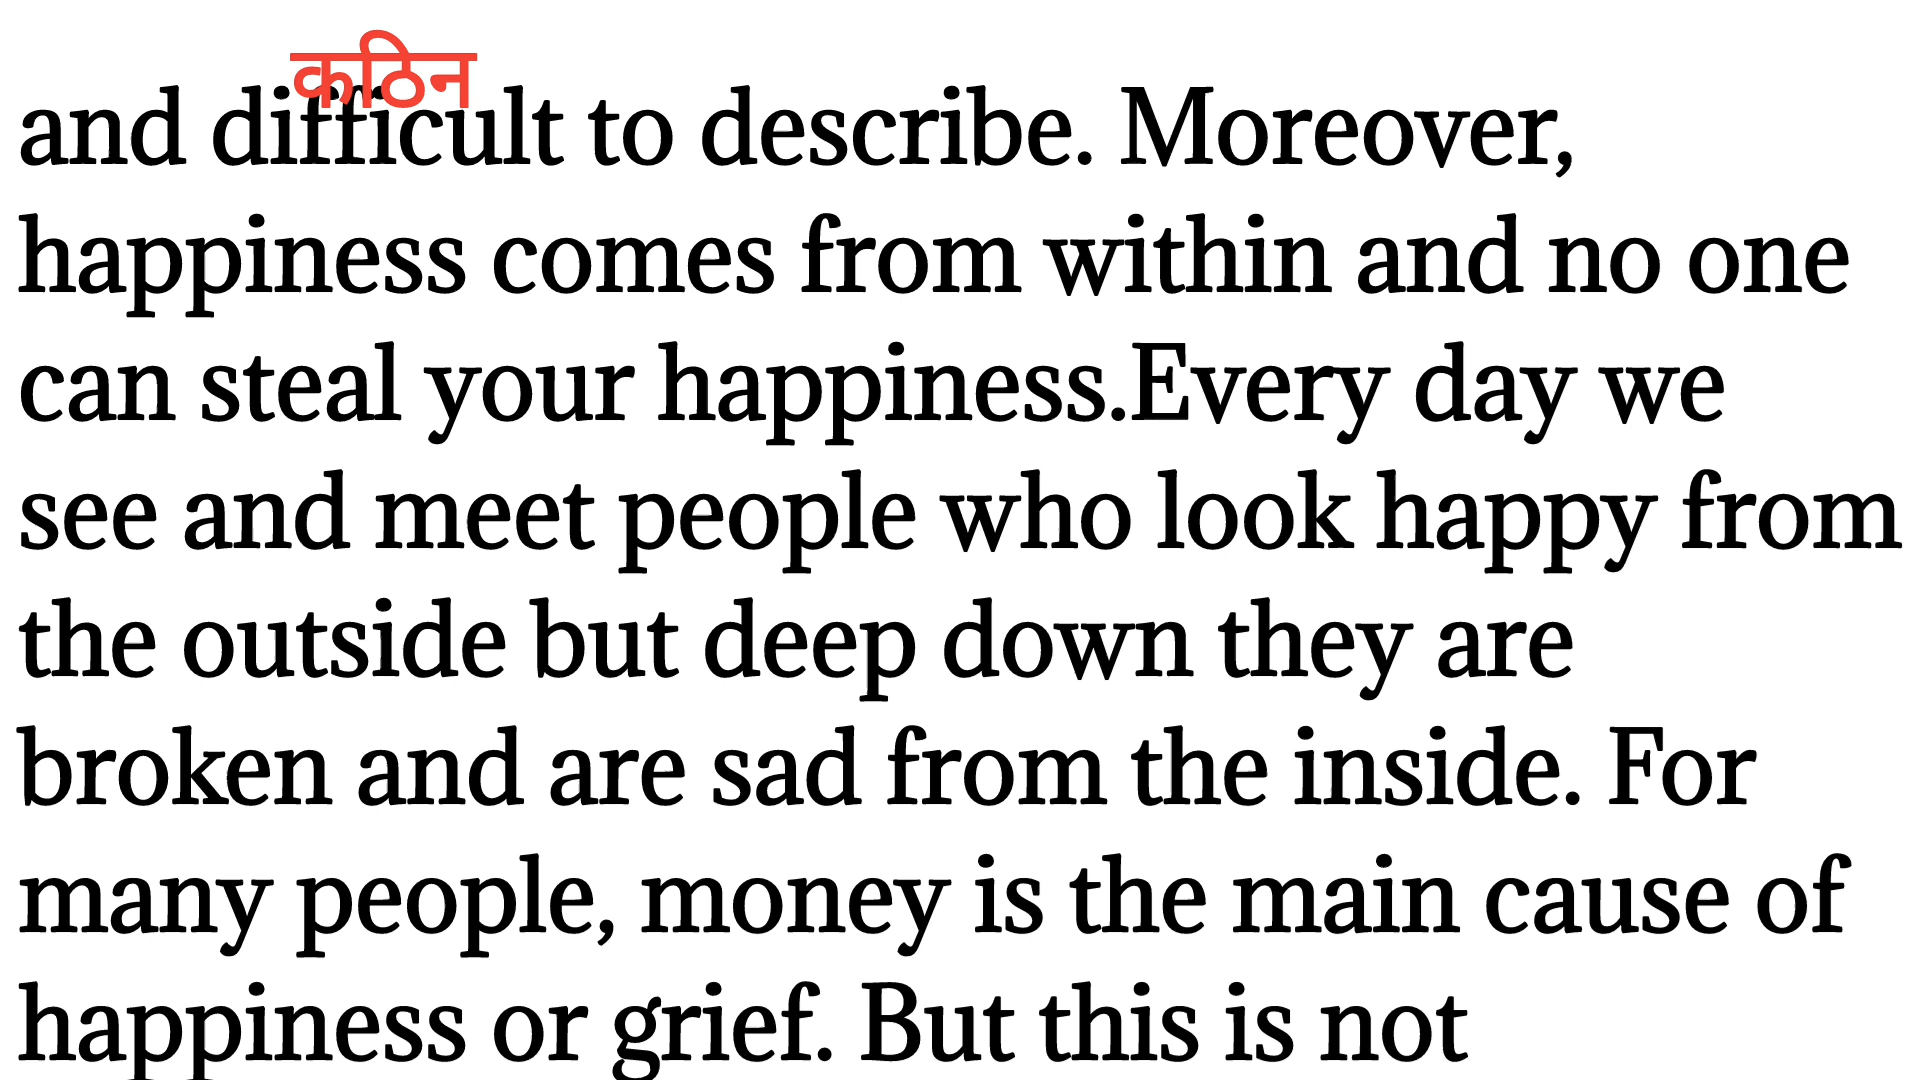 कठिन
and difficult to describe. Moreover,
happiness comes from within and no one
can steal your happiness.Every day we
see and meet people who look happy from
the outside but deep down they are
broken and are sad from the inside. For
many people, money is the main cause of
happiness or grief. But this is not